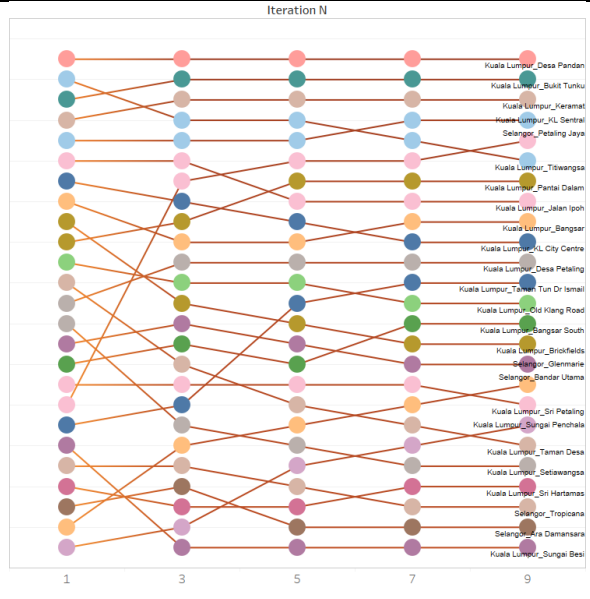 Iteration N
Kuala Lumpur_Desa Pandan
Kuala Lumpur_Bukit Tunku
Kuala Lumpur_Keramat
Kuala Lumpur_KL Sentral
Selangor_Petaling Jaya
Kuala Lumpur_Titiwangsa
Kuala Lumpur_Pantai Dalam
Kuala Lumpur_Jalan Ipoh
Kuala Lumpur_Bangsar
Kuala Lumpur_KL City Centre
Kuala Lumpur_Desa Petaling
Kuala Lumpur_Taman Tun Dr Ismail
Kuala Lumpur_Old Klang Road
Kuala Lumpur_Bangsar South
Kuala Lumpur_Brickfields
Selangor_Glenmarie
Selangor_Bandar Utama
Kuala Lumpur_Sri Petaling
Kuala Lumpur_Sungai Penchala
Kuala Lumpur_Taman Desa
Kuala Lumpur_Setiawangsa
Kuala Lumpur_Sri Hartamas
Selangor_Tropicana
Selangor_Ara Damansara
Kuala Lumpur_Sungai Besi
1 3 5 7 9